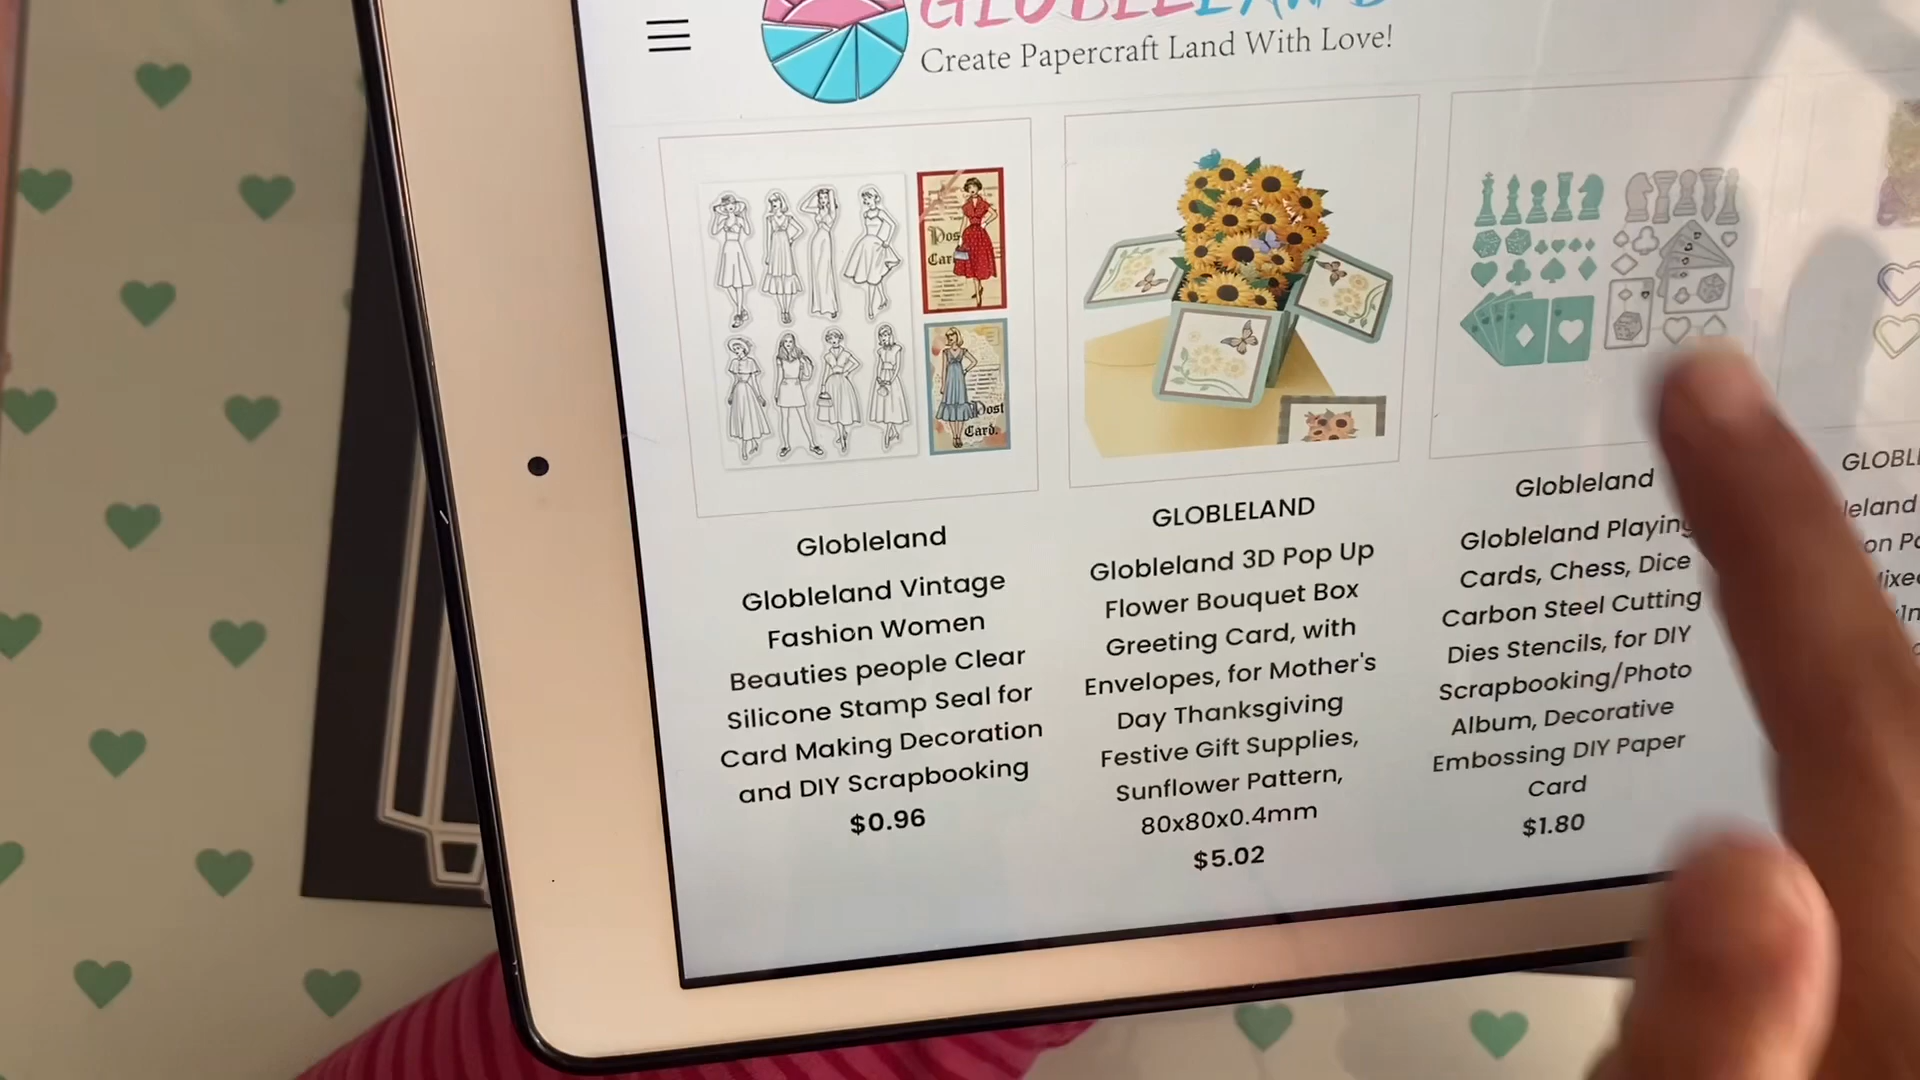 GLOBLELAND
Create Papercraft Land With Love!
Post
Card.
Globleland
Globleland Vintage
Fashion Women
Beauties people Clear
Silicone Stamp Seal for
Card Making Decoration
and DIY Scrapbooking
$0.96
GLOBLELAND
Globleland 3D Pop Up
Flower Bouquet Box
Greeting Card, with
Envelopes, for Mother's
Day Thanksgiving
Festive Gift Supplies,
Sunflower Pattern,
80x80x0.4mm
$5.02
Globleland
Globleland Playing
Cards, Chess, Dice
Carbon Steel Cutting
Dies Stencils, for DIY
Scrapbooking/Photo
Album, Decorative
Embossing DIY Paper
Card
$1.80